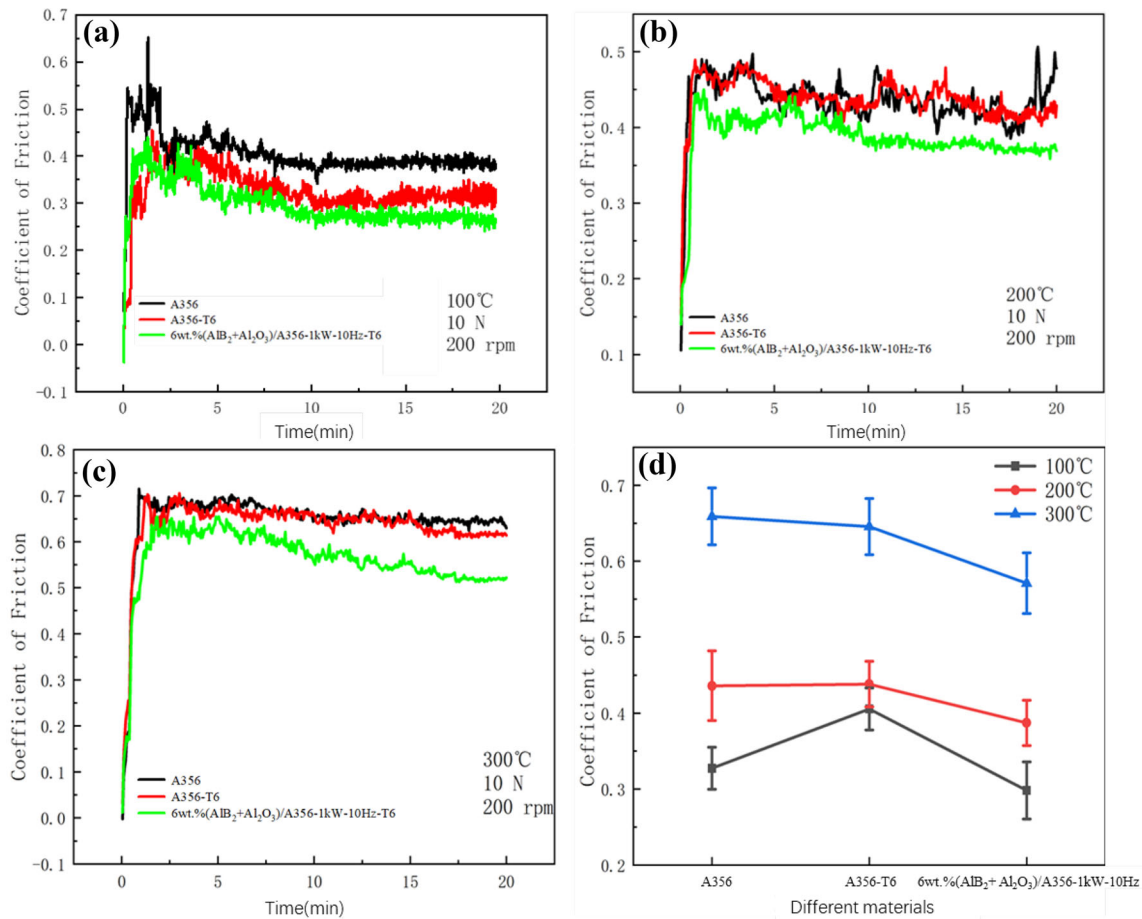 (a)
0.7
0.6
0.5
0.4
0.3
0.2
0.1
0.0
-0.1
Coefficient of Friction
A356
A356-T6
6wt.%(AlB₂+Al₂O₃)/A356-1kW-10Hz-T6
100℃
10 N
200 rpm
0 5 10 15 20
Time(min)
(b)
0.5
0.4
0.3
0.2
0.1
Coefficient of Friction
A356
A356-T6
6wt.%(AlB₂+Al₂O₃)/A356-1kW-10Hz-T6
200℃
10 N
200 rpm
0 5 10 15 20
Time(min)
(c)
0.8
0.7
0.6
0.5
0.4
0.3
0.2
0.1
0.0
-0.1
Coefficient of Friction
A356
A356-T6
6wt.%(AlB₂+Al₂O₃)/A356-1kW-10Hz-T6
300℃
10 N
200 rpm
0 5 10 15 20
Time(min)
(d)
100℃
200℃
300℃
0.7
0.6
0.5
0.4
0.3
0.2
Coefficient of Friction
A356 A356-T6 6wt.%(AlB₂+Al₂O₃)/A356-1kW-10Hz
Different materials